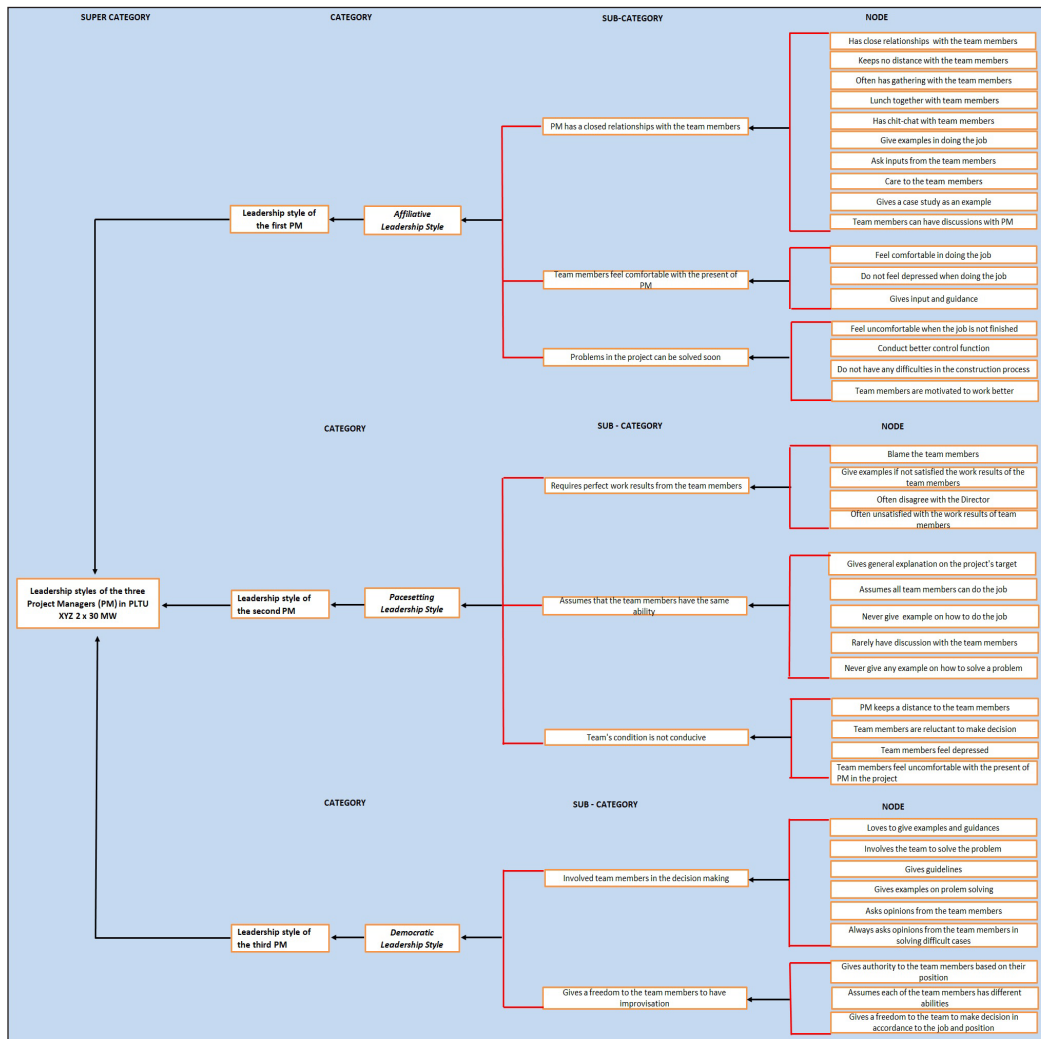 SUPER CATEGORY
CATEGORY
SUB-CATEGORY
NODE
Has close relationships with the team members
Keeps no distance with the team members
Often has gathering with the team members
Lunch together with team members
PM has a closed relationships with the team members
Has chit-chat with team members
Give examples in doing the job
Ask inputs from the team members
Care to the team members
Gives a case study as an example
Team members can have discussions with PM
Leadership style of
the first PM
Affiliative
Leadership Style
Feel comfortable in doing the job
Team members feel comfortable with the present of
PM
Do not feel depressed when doing the job
Gives input and guidance
Feel uncomfortable when the job is not finished
Conduct better control function
Problems in the project can be solved soon
Do not have any difficulties in the construction process
Team members are motivated to work better
CATEGORY
SUB - CATEGORY
NODE
Blame the team members
Give examples if not satisfied the work results of the
team members
Requires perfect work results from the team members
Often disagree with the Director
Often unsatisfied with the work results of team
members
Gives general explanation on the project's target
Assumes all team members can do the job
Leadership styles of the three
Project Managers (PM) in PLTU
XYZ 2 x 30 MW
Leadership style of
the second PM
Pacesetting
Leadership Style
Assumes that the team members have the same
ability
Never give example on how to do the job
Rarely have discussion with the team members
Never give any example on how to solve a problem
PM keeps a distance to the team members
Team members are reluctant to make decision
Team's condition is not conducive
Team members feel depressed
Team members feel uncomfortable with the present of
PM in the project
CATEGORY
SUB - CATEGORY
NODE
Loves to give examples and guidances
Involves the team to solve the problem
Gives guidelines
Involved team members in the decision making
Gives examples on prolem solving
Asks opinions from the team members
Always asks opinions from the team members in
solving difficult cases
Leadership style of
the third PM
Democratic
Leadership Style
Gives authority to the team members based on their
position
Gives a freedom to the team members to have
improvisation
Assumes each of the team members has different
abilities
Gives a freedom to the team to make decision in
accordance to the job and position